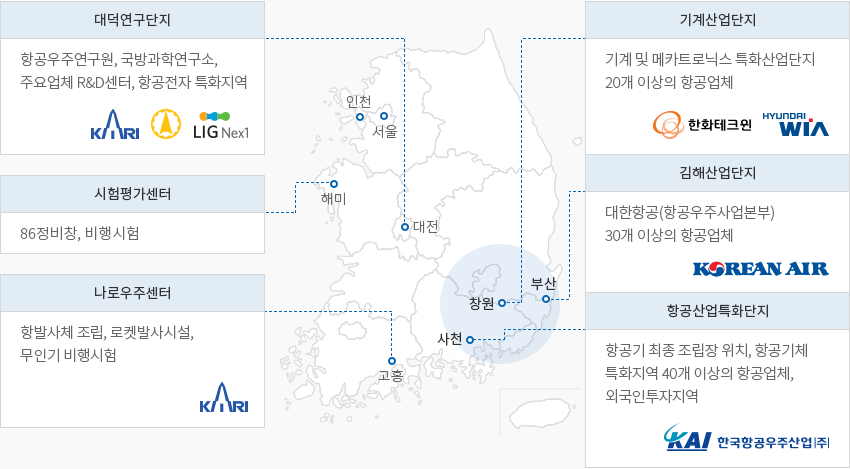 대덕연구단지
항공우주연구원, 국방과학연구소,
주요업체 R&D센터, 항공전자 특화지역
KARI
LIG Nex1
시험평가센터
86정비창, 비행시험
나로우주센터
항발사체 조립, 로켓발사시설,
무인기 비행시험
KARI
인천
서울
해미
대전
부산
창원
사천
고흥
기계산업단지
기계 및 메카트로닉스 특화산업단지
20개 이상의 항공업체
한화테크윈
HYUNDAI
WIA
김해산업단지
대한항공(항공우주사업본부)
30개 이상의 항공업체
KOREAN AIR
항공산업특화단지
항공기 최종 조립장 위치, 항공기체
특화지역 40개 이상의 항공업체,
외국인투자지역
KAI 한국항공우주산업(주)